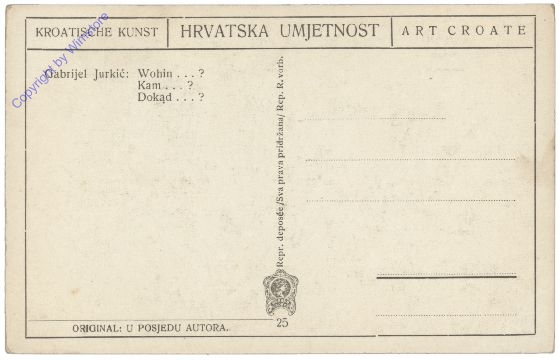 KROATISCHE KUNST
HRVATSKA UMJETNOST
ART CROATE
Gabrijel Jurkić: Wohin . . . ?
Kam . . . ?
Dokąd . . . ?
Copyright by Wimdore
Repr. deposée/Sva prava pridržana/ Rep. R. vorb.
25
ORIGINAL: U POSJEDU AUTORA.